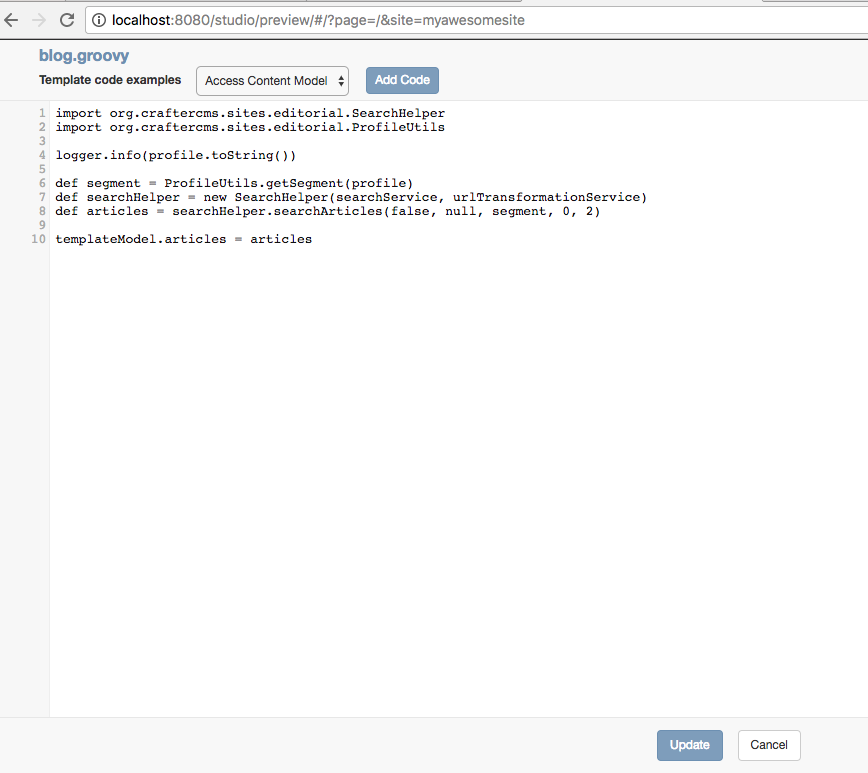 localhost:8080/studio/preview/#/?page=/&site=myawesomesite
blog.groovy
Template code examples Access Content Model Add Code
1 import org.craftercms.sites.editorial.SearchHelper
2 import org.craftercms.sites.editorial.ProfileUtils
3
4 logger.info(profile.toString())
5
6 def segment = ProfileUtils.getSegment(profile)
7 def searchHelper = new SearchHelper(searchService, urlTransformationService)
8 def articles = searchHelper.searchArticles(false, null, segment, 0, 2)
9
10 templateModel.articles = articles
Update Cancel